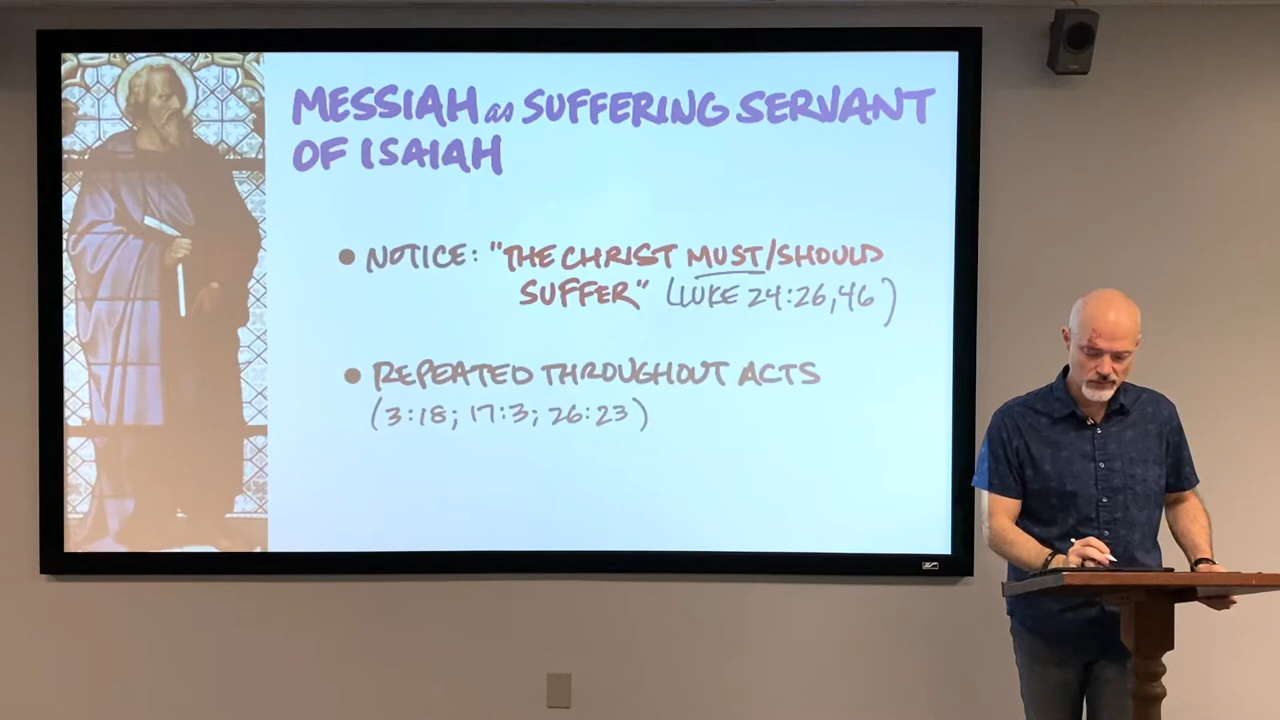 MESSIAH as SUFFERING SERVANT
OF ISAIAH
• NOTICE: "THE CHRIST MUST/SHOULD
SUFFER" (LUKE 24:26,46)
• REPEATED THROUGHOUT ACTS
(3:18; 17:3; 26:23)